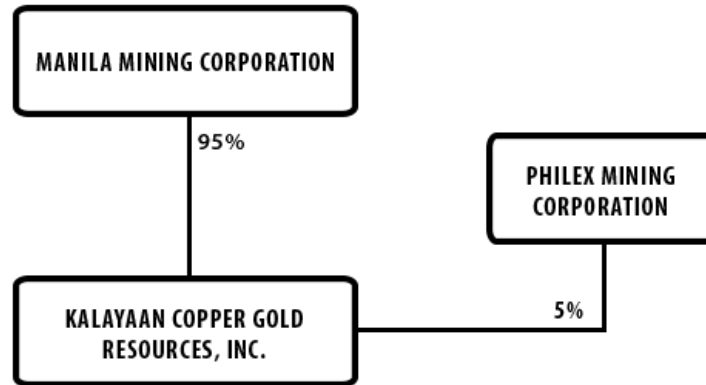 MANILA MINING CORPORATION
95%
PHILEX MINING
CORPORATION
5%
KALAYAAN COPPER GOLD
RESOURCES, INC.